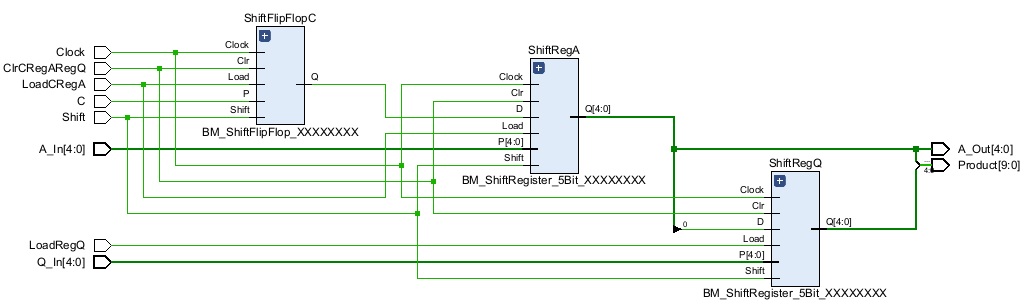 ShiftFlipFlopC
Clock
Clr
Load
P
Shift
Q
BM_ShiftFlipFlop_XXXXXXXX
Clock
ClrCRegARegQ
LoadCRegA
C
Shift
A_In[4:0]
LoadRegQ
Q_In[4:0]
ShiftRegA
Clock
Clr
D
Load
P[4:0]
Shift
Q[4:0]
BM_ShiftRegister_5Bit_XXXXXXXX
ShiftRegQ
Clock
Clr
0
D
Load
P[4:0]
Shift
Q[4:0]
BM_ShiftRegister_5Bit_XXXXXXXX
A_Out[4:0]
Product[9:0]